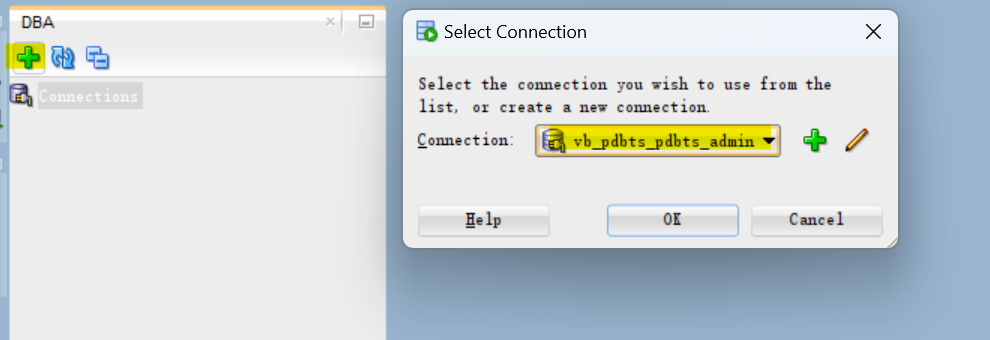 DBA
Connections
Select Connection
Select the connection you wish to use from the
list, or create a new connection.
Connection: vb_pdbts_pdbts_admin
Help OK Cancel